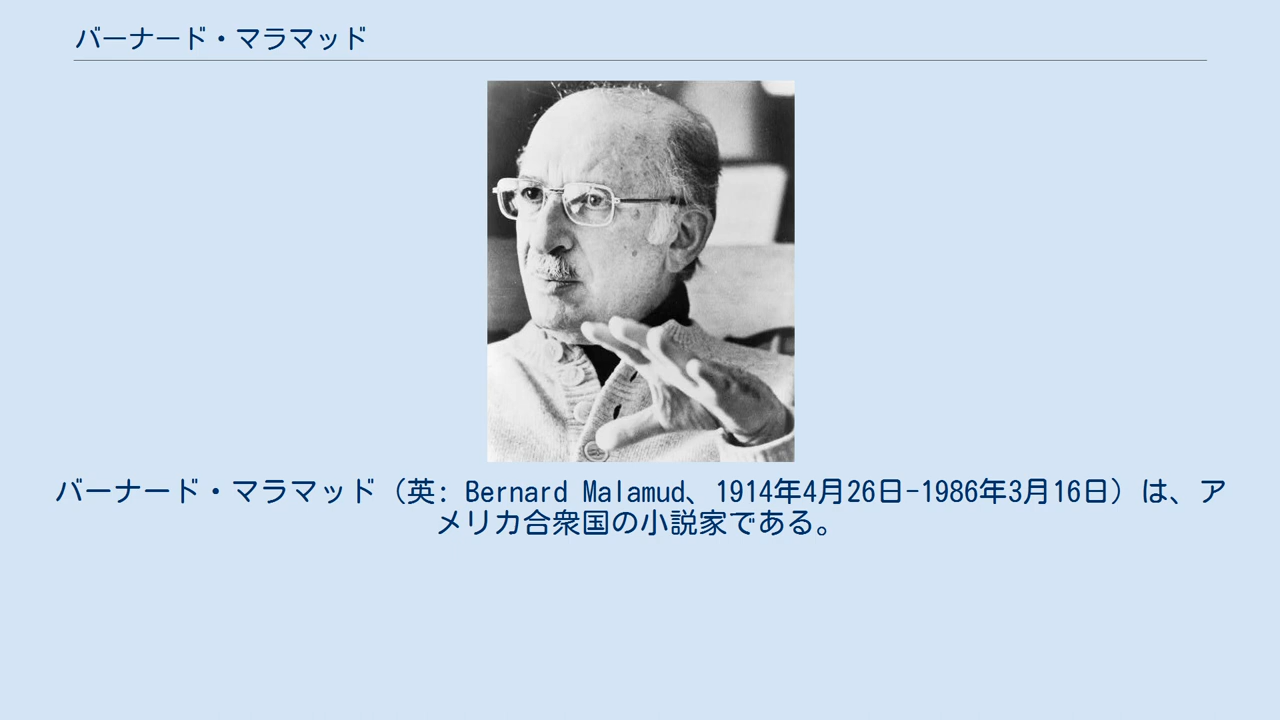 バーナード・マラマッド
バーナード・マラマッド（英: Bernard Malamud、1914年4月26日-1986年3月16日）は、ア
メリカ合衆国の小説家である。